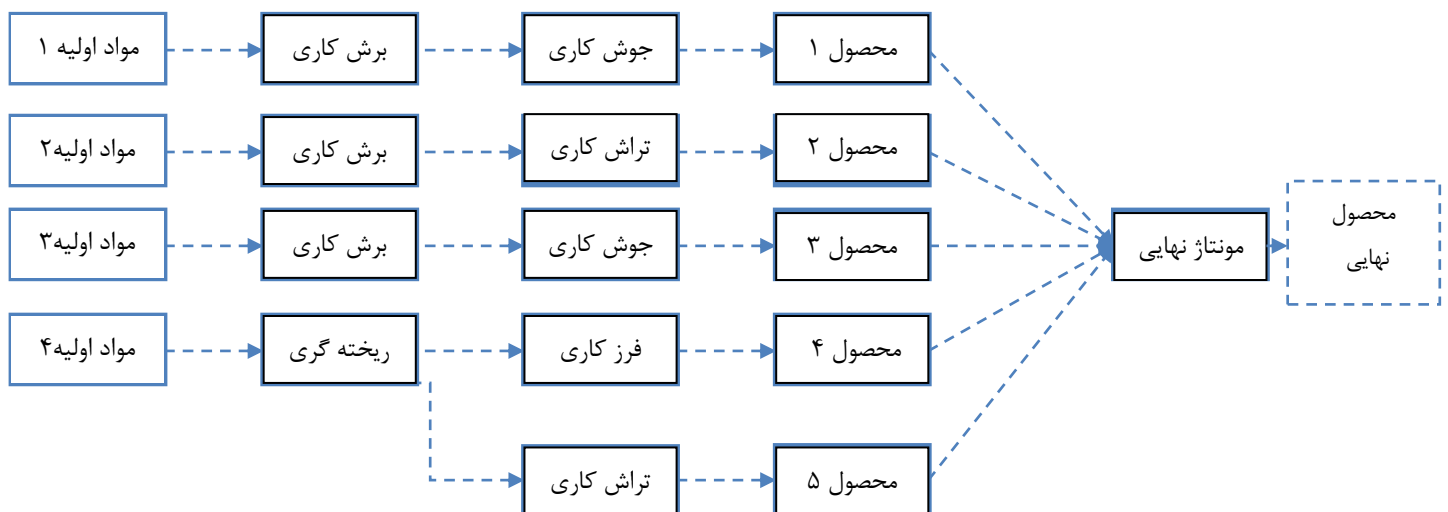 مواد اولیه ۱
برش کاری
جوش کاری
محصول ۱
مواد اولیه۲
برش کاری
تراش کاری
محصول ۲
مواد اولیه۳
برش کاری
جوش کاری
محصول ۳
مونتاژ نهایی
محصول
نهایی
مواد اولیه۴
ریخته گری
فرز کاری
محصول ۴
تراش کاری
محصول ۵